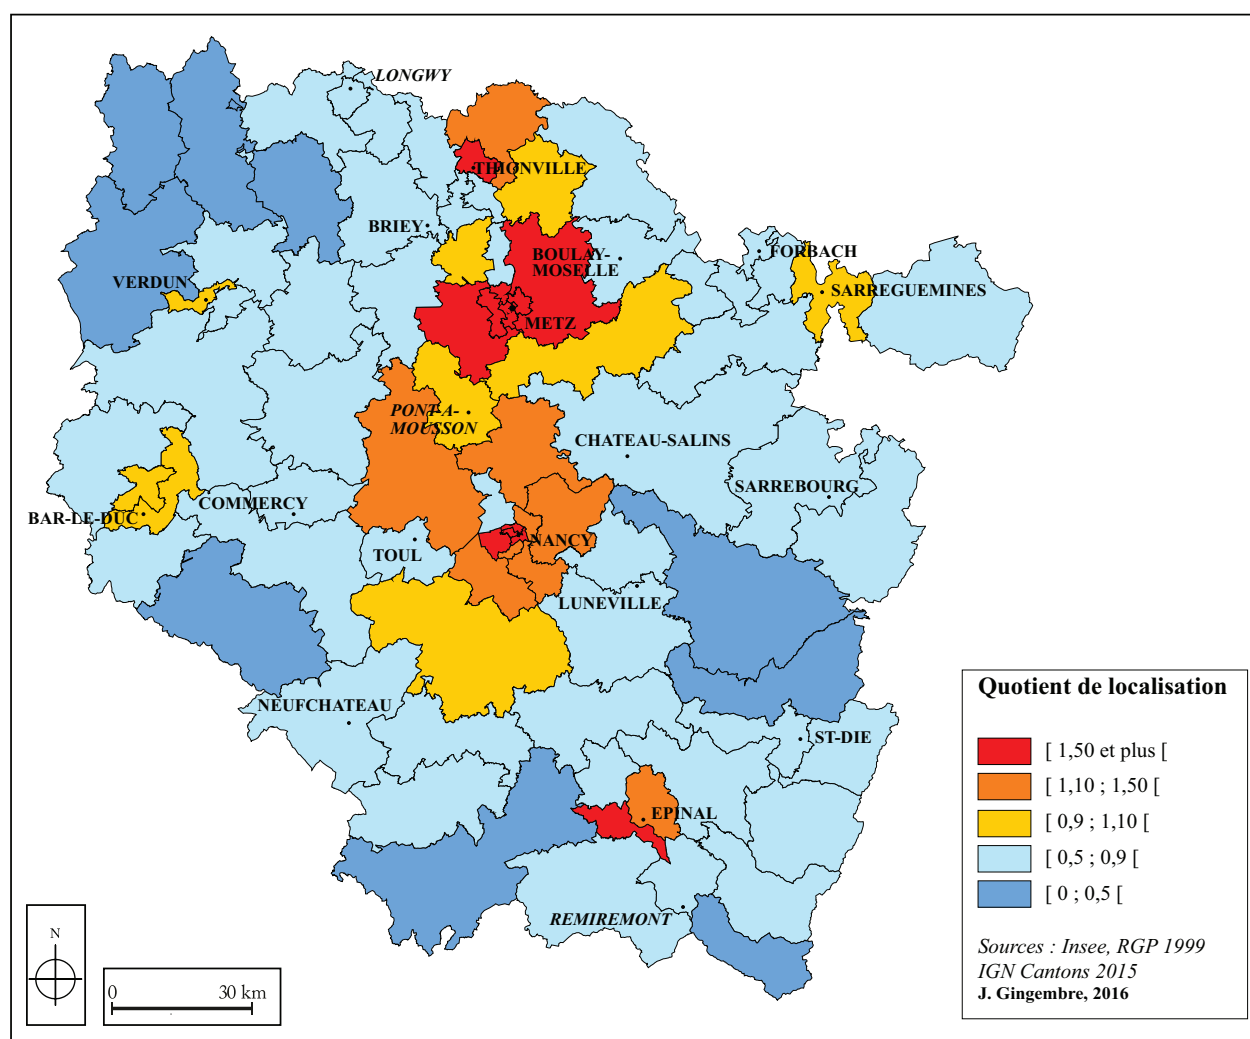 LONGWY
THIONVILLE
BRIEY
BOULAY-
MOSELLE
FORBACH
VERDUN
SARREGUEMINES
METZ
PONT-A-
MOUSSON
CHATEAU-SALINS
SARREBOURG
COMMERCY
BAR-LE-DUC
NANCY
TOUL
LUNEVILLE
NEUFCHATEAU
ST-DIE
EPINAL
REMIREMONT
Quotient de localisation
[ 1,50 et plus [
[ 1,10 ; 1,50 [
[ 0,9 ; 1,10 [
[ 0,5 ; 0,9 [
[ 0 ; 0,5 [
Sources : Insee, RGP 1999
IGN Cantons 2015
J. Gingembre, 2016
N
0 30 km